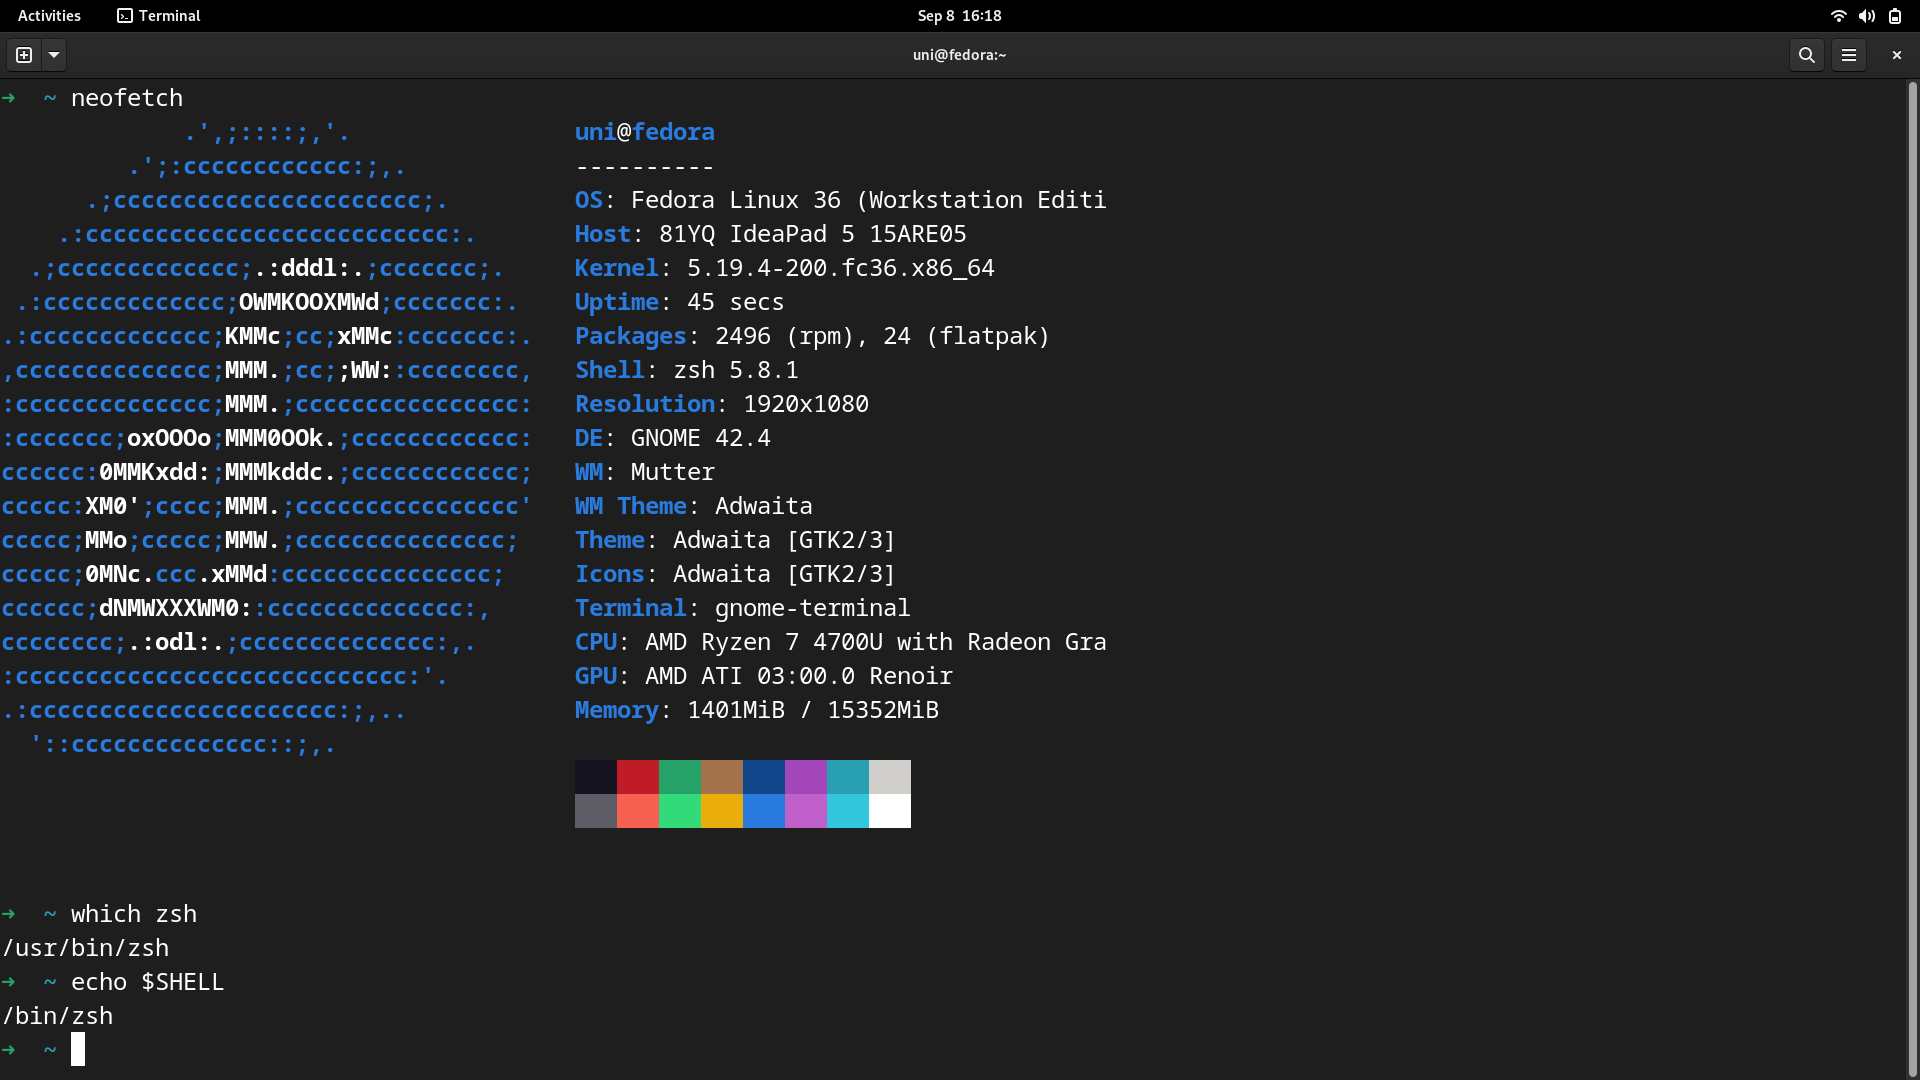 Activities Terminal Sep 8 16:18
uni@fedora:~
➜ ~ neofetch
.',;::::;,'. uni@fedora
.';:cccccccccccc:;,. ----------
.;cccccccccccccccccccccc;. OS: Fedora Linux 36 (Workstation Editi
.:cccccccccccccccccccccccccc:. Host: 81YQ IdeaPad 5 15ARE05
.;ccccccccccccc;.:dddl:.;ccccccc;. Kernel: 5.19.4-200.fc36.x86_64
.:ccccccccccccc;OWMKOOXMWd;ccccccc:. Uptime: 45 secs
.:ccccccccccccc;KMMc;cc;xMMc:ccccccc:. Packages: 2496 (rpm), 24 (flatpak)
,cccccccccccccc;MMM.;cc;;WW::cccccccc, Shell: zsh 5.8.1
:cccccccccccccc;MMM.;cccccccccccccccc: Resolution: 1920x1080
:ccccccc;oxOOOo;MMM0OOk.;cccccccccccc: DE: GNOME 42.4
cccccc:0MMKxdd:;MMMkddc.;cccccccccccc; WM: Mutter
ccccc:XM0';cccc;MMM.;cccccccccccccccc' WM Theme: Adwaita
ccccc;MMo;ccccc;MMW.;ccccccccccccccc; Theme: Adwaita [GTK2/3]
ccccc;0MNc.ccc.xMMd:ccccccccccccccc; Icons: Adwaita [GTK2/3]
cccccc;dNMWXXXWM0::cccccccccccccc:, Terminal: gnome-terminal
cccccccc;.:odl:.;cccccccccccccc:,. CPU: AMD Ryzen 7 4700U with Radeon Gra
:cccccccccccccccccccccccccccc:'. GPU: AMD ATI 03:00.0 Renoir
.:cccccccccccccccccccccc:;,.. Memory: 1401MiB / 15352MiB
'::cccccccccccccc::;,.
➜ ~ which zsh
/usr/bin/zsh
➜ ~ echo $SHELL
/bin/zsh
➜ ~